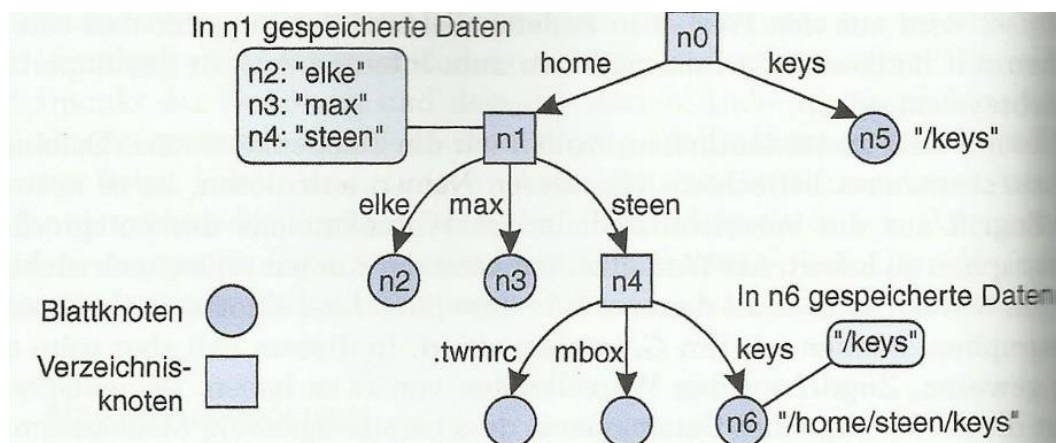 In n1 gespeicherte Daten
n0
n2: "elke"
n3: "max"
n4: "steen"
home
keys
n1
n5
"/keys"
elke
max
steen
n2
n3
n4
In n6 gespeicherte Daten
"/keys"
Blattknoten
Verzeichnis-
knoten
.twmrc
mbox
keys
n6
"/home/steen/keys"